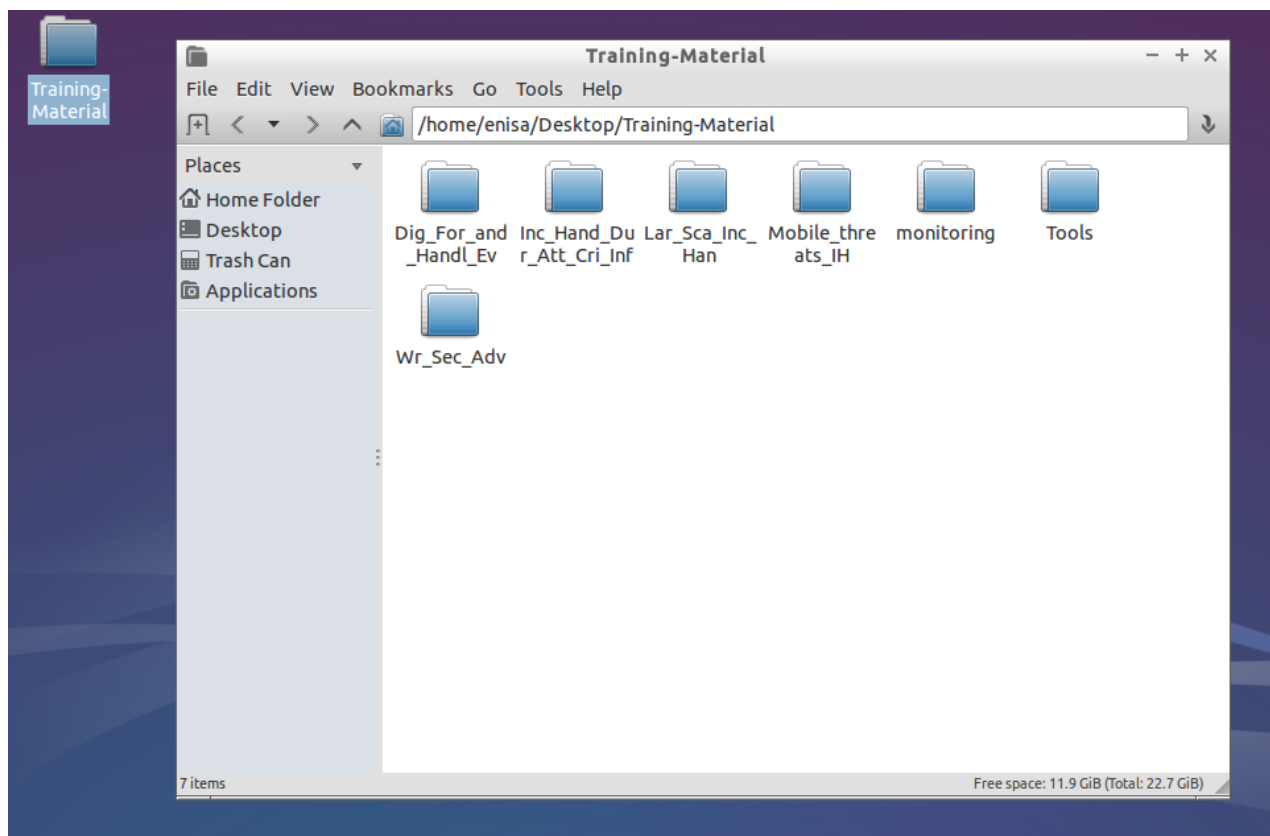 Training-
Material
Training-Material
File Edit View Bookmarks Go Tools Help
/home/enisa/Desktop/Training-Material
Places
Home Folder
Desktop
Trash Can
Applications
Dig_For_and
_Handl_Ev
Inc_Hand_Du
r_Att_Cri_Inf
Lar_Sca_Inc_
Han
Mobile_thre
ats_IH
monitoring
Tools
Wr_Sec_Adv
7 items
Free space: 11.9 GiB (Total: 22.7 GiB)